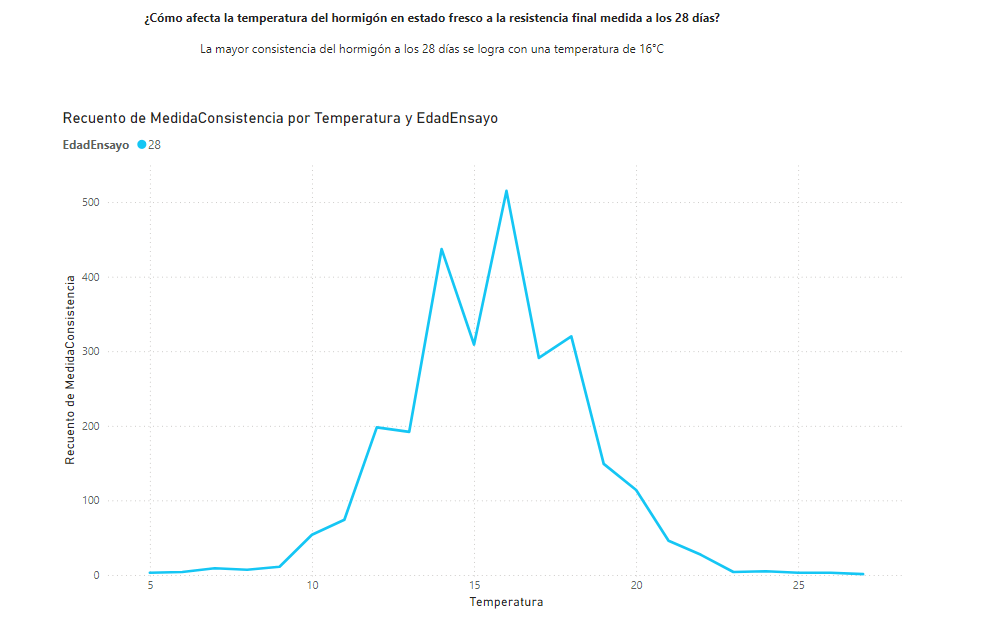 ¿Cómo afecta la temperatura del hormigón en estado fresco a la resistencia final medida a los 28 días?
La mayor consistencia del hormigón a los 28 días se logra con una temperatura de 16°C
Recuento de MedidaConsistencia por Temperatura y EdadEnsayo
EdadEnsayo 28
Recuento de MedidaConsistencia
500
400
300
200
100
0
5 10 15 20 25
Temperatura